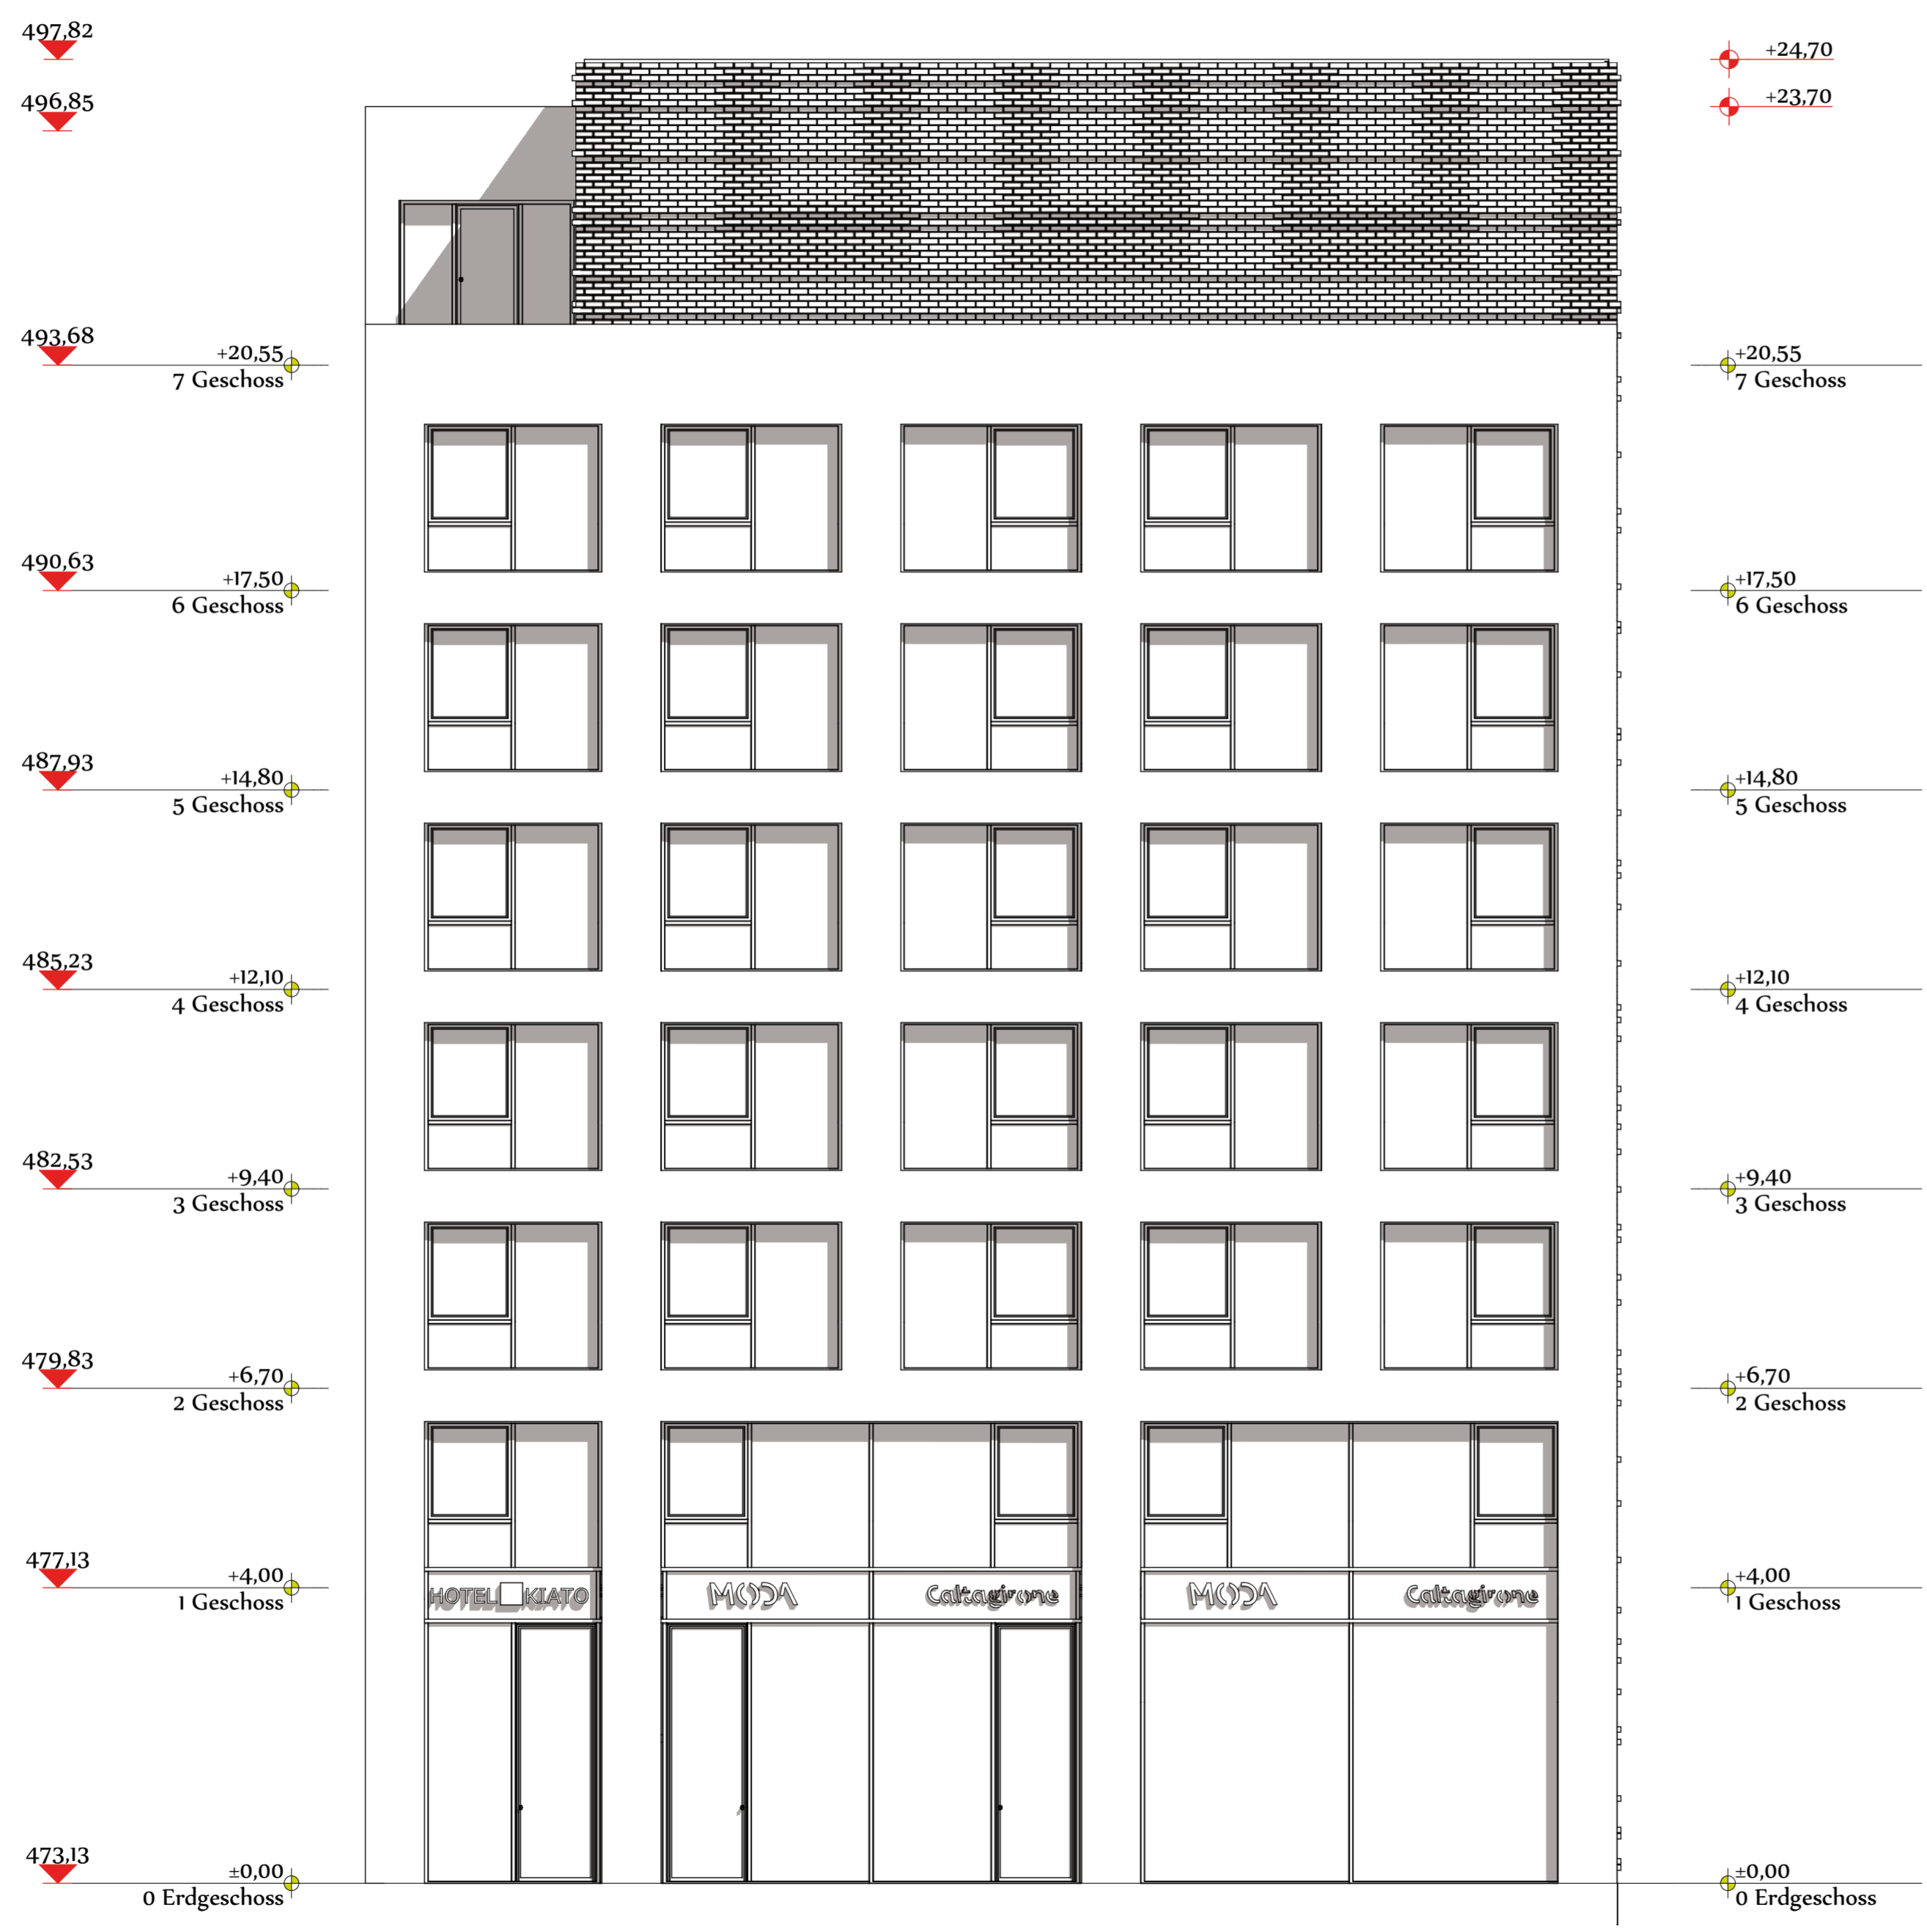 497,82
+24,70
496,85
+23,70
493,68
+20,55
7 Geschoss
+20,55
7 Geschoss
490,63
+17,50
6 Geschoss
+17,50
6 Geschoss
487,93
+14,80
5 Geschoss
+14,80
5 Geschoss
485,23
+12,10
4 Geschoss
+12,10
4 Geschoss
482,53
+9,40
3 Geschoss
+9,40
3 Geschoss
479,83
+6,70
2 Geschoss
+6,70
2 Geschoss
477,13
+4,00
1 Geschoss
HOTEL KIATO
MODA
Caltagirone
MODA
Caltagirone
+4,00
1 Geschoss
473,13
±0,00
0 Erdgeschoss
±0,00
0 Erdgeschoss